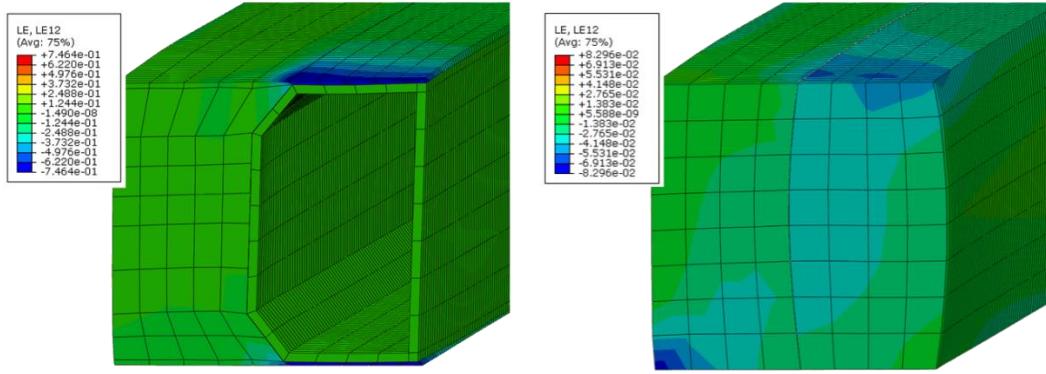 LE, LE12
(Avg: 75%)
+7.464e-01
+6.220e-01
+4.976e-01
+3.732e-01
+2.488e-01
+1.244e-01
-1.490e-08
-1.244e-01
-2.488e-01
-3.732e-01
-4.976e-01
-6.220e-01
-7.464e-01
LE, LE12
(Avg: 75%)
+8.296e-02
+6.913e-02
+5.531e-02
+4.148e-02
+2.765e-02
+1.383e-02
+5.588e-09
-1.383e-02
-2.765e-02
-4.148e-02
-5.531e-02
-6.913e-02
-8.296e-02